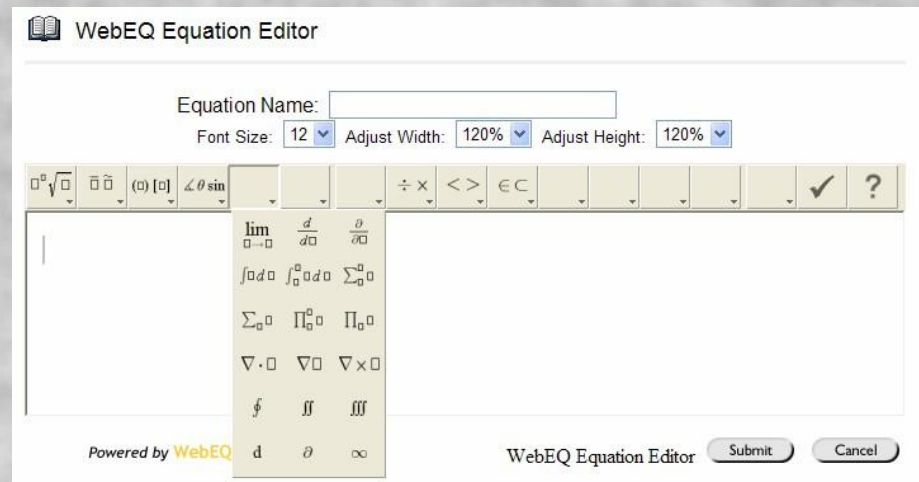 WebEQ Equation Editor
Equation Name:
Font Size: 12 Adjust Width: 120% Adjust Height: 120%
□° √□ □̄ □̃ (□) [□] ∠θ sin ÷ × < > ∈ ⊂ ✓ ?
lim □→□ d/d□ ∂/∂□
∫□d□ ∫□□□d□ ∑□□□
∑□□ ∏□□□ ∏□□
∇·□ ∇□ ∇×□
∮ ∬ ∭
d ∂ ∞
Powered by WebEQ WebEQ Equation Editor Submit Cancel